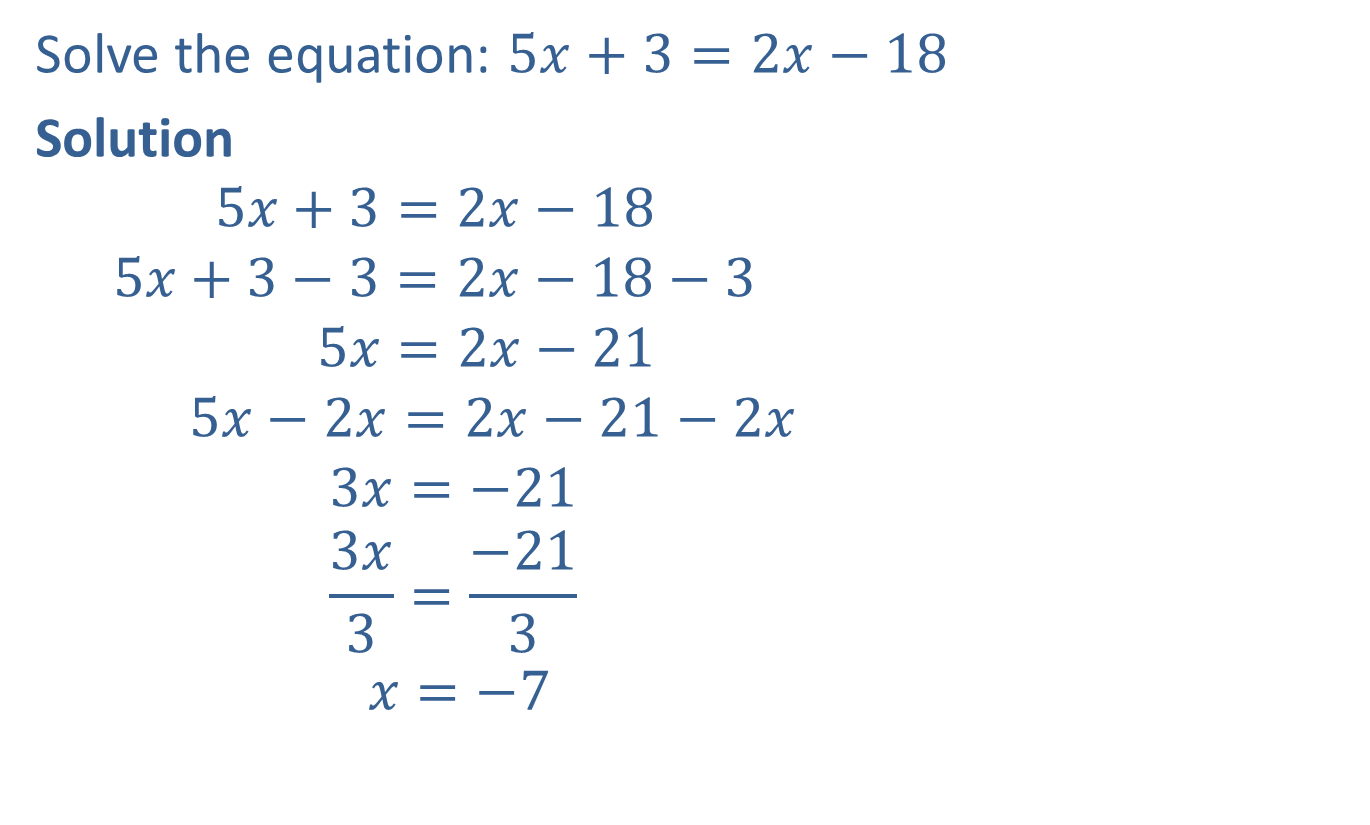 Solve the equation: 5x + 3 = 2x − 18
Solution
5x + 3 = 2x − 18
5x + 3 − 3 = 2x − 18 − 3
5x = 2x − 21
5x − 2x = 2x − 21 − 2x
3x = −21
3x/3 = −21/3
x = −7